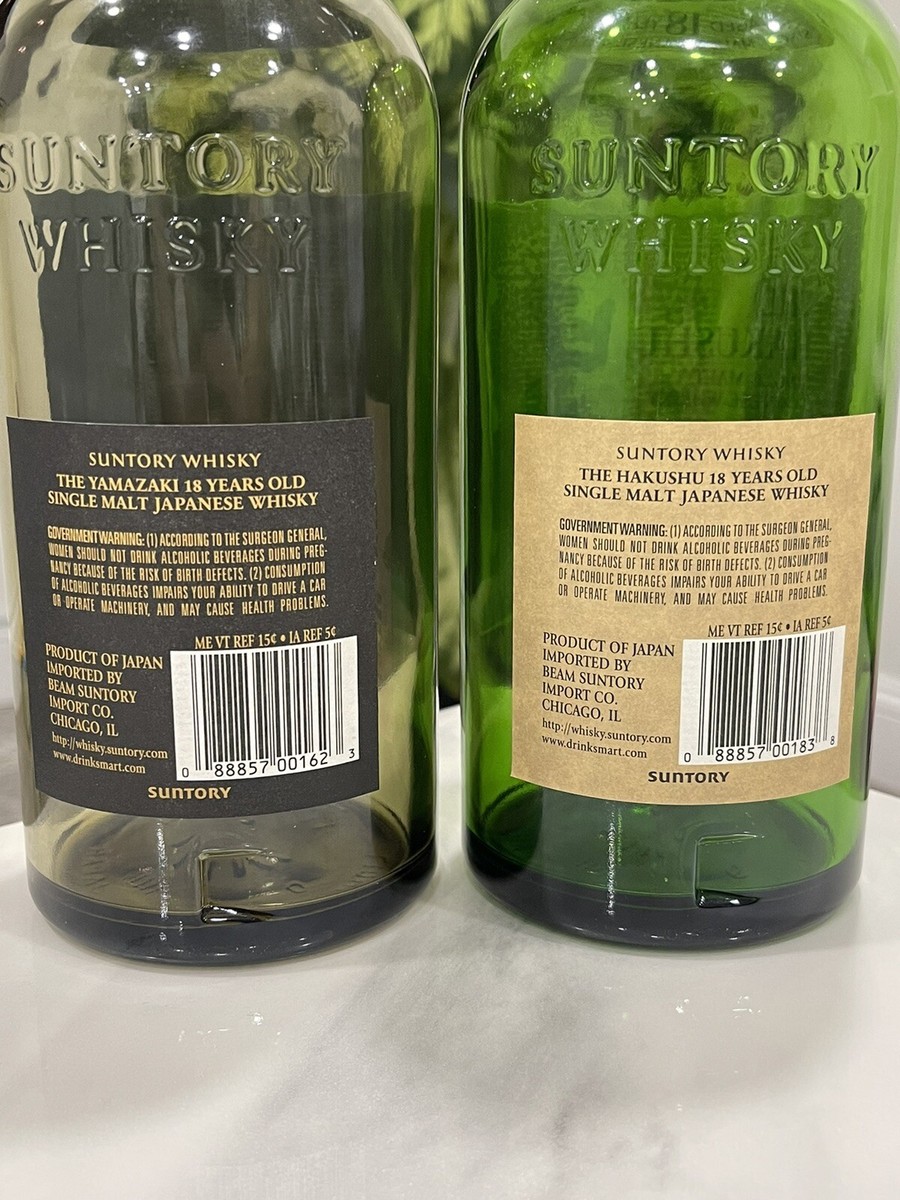 SUNTORY
WHISKY
SUNTORY WHISKY
THE YAMAZAKI 18 YEARS OLD
SINGLE MALT JAPANESE WHISKY
GOVERNMENT WARNING: (1) ACCORDING TO THE SURGEON GENERAL,
WOMEN SHOULD NOT DRINK ALCOHOLIC BEVERAGES DURING PREG-
NANCY BECAUSE OF THE RISK OF BIRTH DEFECTS. (2) CONSUMPTION
OF ALCOHOLIC BEVERAGES IMPAIRS YOUR ABILITY TO DRIVE A CAR
OR OPERATE MACHINERY, AND MAY CAUSE HEALTH PROBLEMS.
ME VT REF 15¢ • IA REF 5¢
PRODUCT OF JAPAN
IMPORTED BY
BEAM SUNTORY
IMPORT CO.
CHICAGO, IL
http://whisky.suntory.com
www.drinksmart.com
0 88857 00162 3
SUNTORY
18
SUNTORY
WHISKY
SUNTORY WHISKY
THE HAKUSHU 18 YEARS OLD
SINGLE MALT JAPANESE WHISKY
GOVERNMENT WARNING: (1) ACCORDING TO THE SURGEON GENERAL,
WOMEN SHOULD NOT DRINK ALCOHOLIC BEVERAGES DURING PREG-
NANCY BECAUSE OF THE RISK OF BIRTH DEFECTS. (2) CONSUMPTION
OF ALCOHOLIC BEVERAGES IMPAIRS YOUR ABILITY TO DRIVE A CAR
OR OPERATE MACHINERY, AND MAY CAUSE HEALTH PROBLEMS.
ME VT REF 15¢ • IA REF 5¢
PRODUCT OF JAPAN
IMPORTED BY
BEAM SUNTORY
IMPORT CO.
CHICAGO, IL
http://whisky.suntory.com
www.drinksmart.com
0 88857 00183 8
SUNTORY